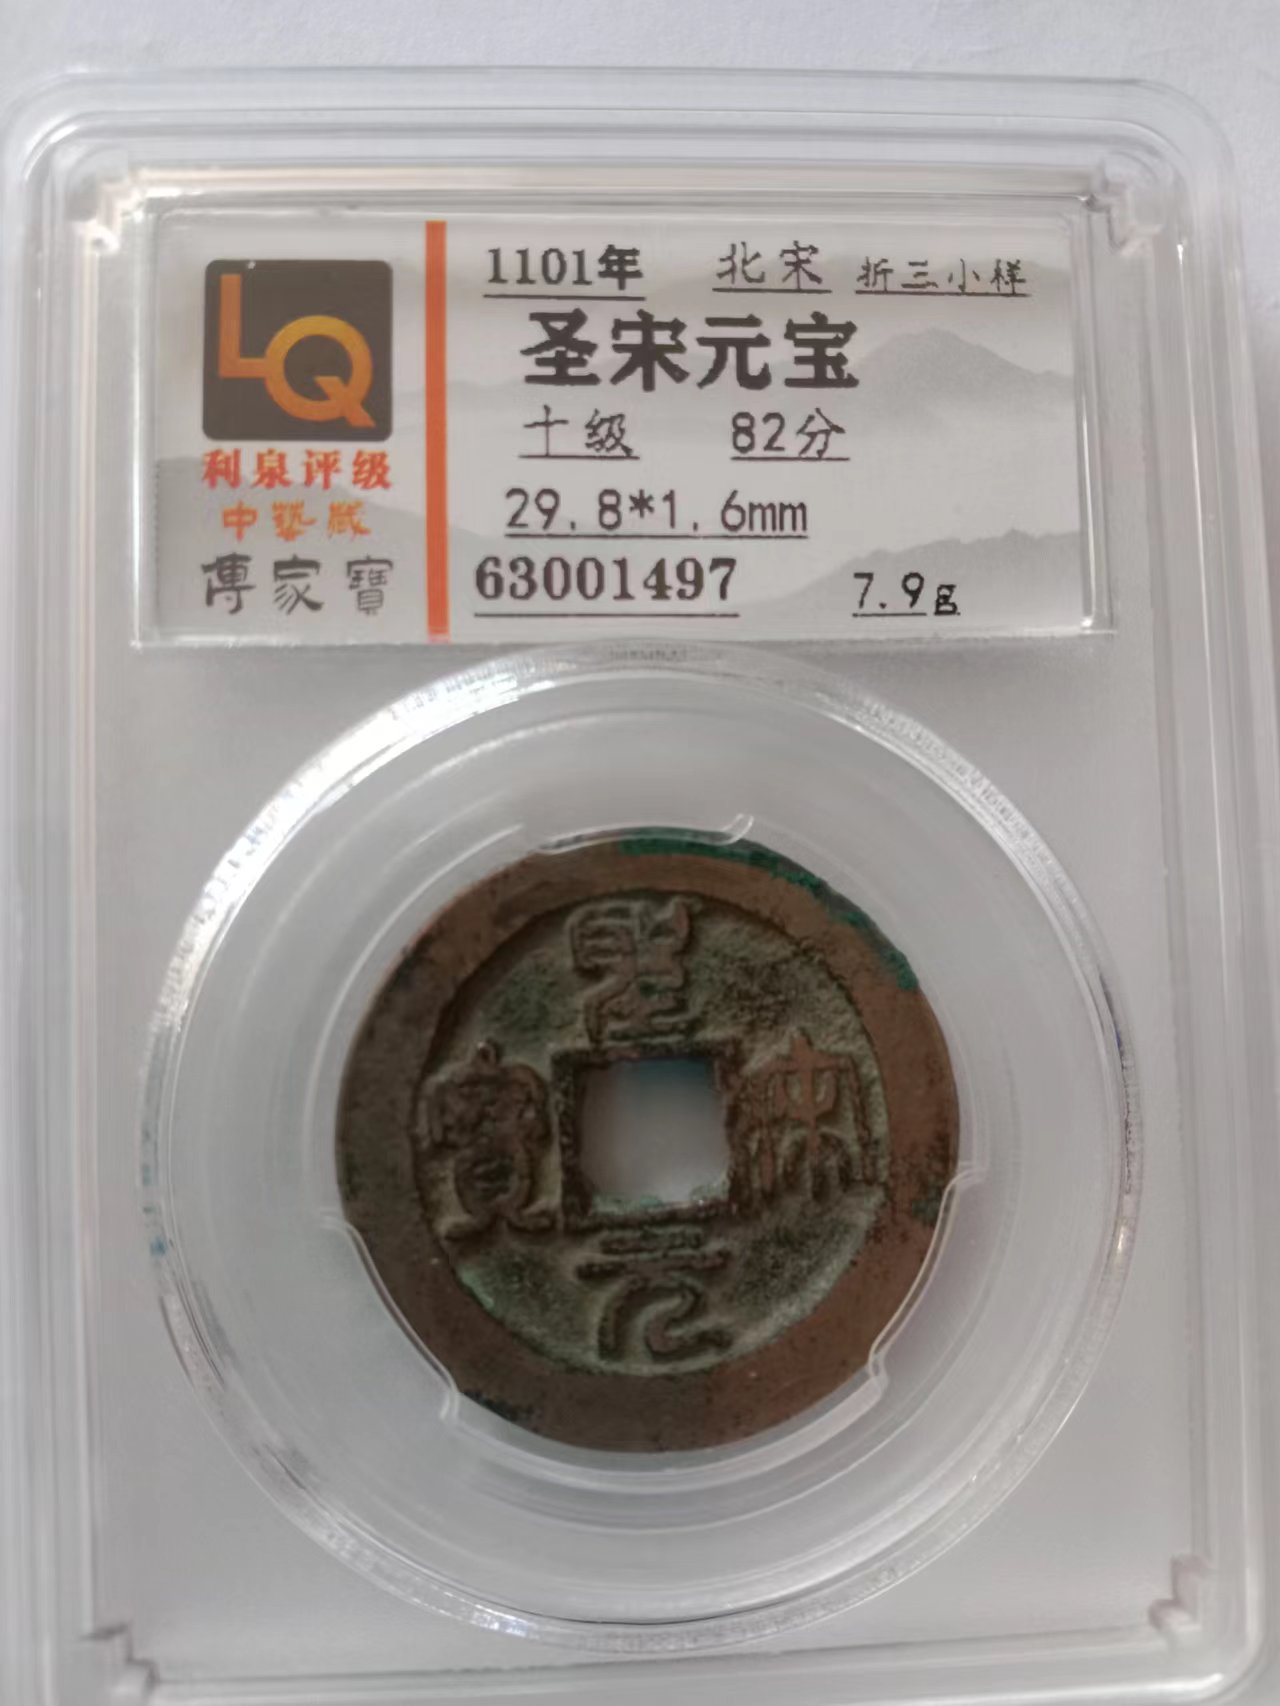 LQ
利泉评级
中藝藏
傳家寶
1101年 北宋 折三小样
圣宋元宝
十级 82分
29.8*1.6mm
63001497 7.9g
聖
宋
元
寳